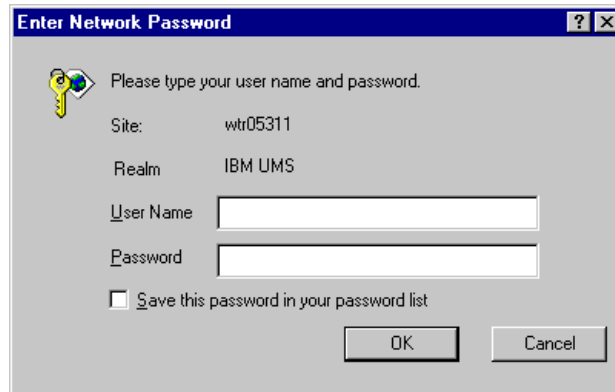 Enter Network Password
Please type your user name and password.
Site: wtr05311
Realm IBM UMS
User Name
Password
Save this password in your password list
OK Cancel